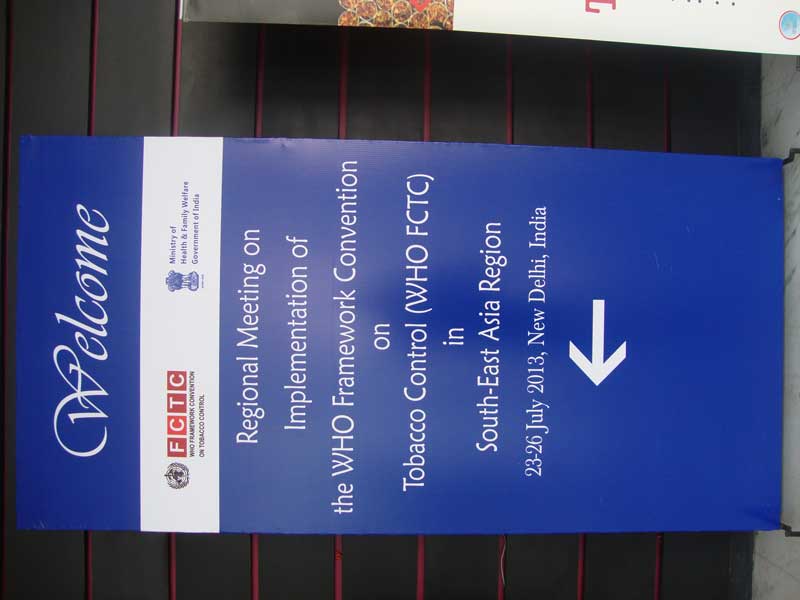 Welcome
FCTC
WHO FRAMEWORK CONVENTION
ON TOBACCO CONTROL
Ministry of
Health & Family Welfare
Government of India
Regional Meeting on
Implementation of
the WHO Framework Convention
on
Tobacco Control (WHO FCTC)
in
South-East Asia Region
23-26 July 2013, New Delhi, India